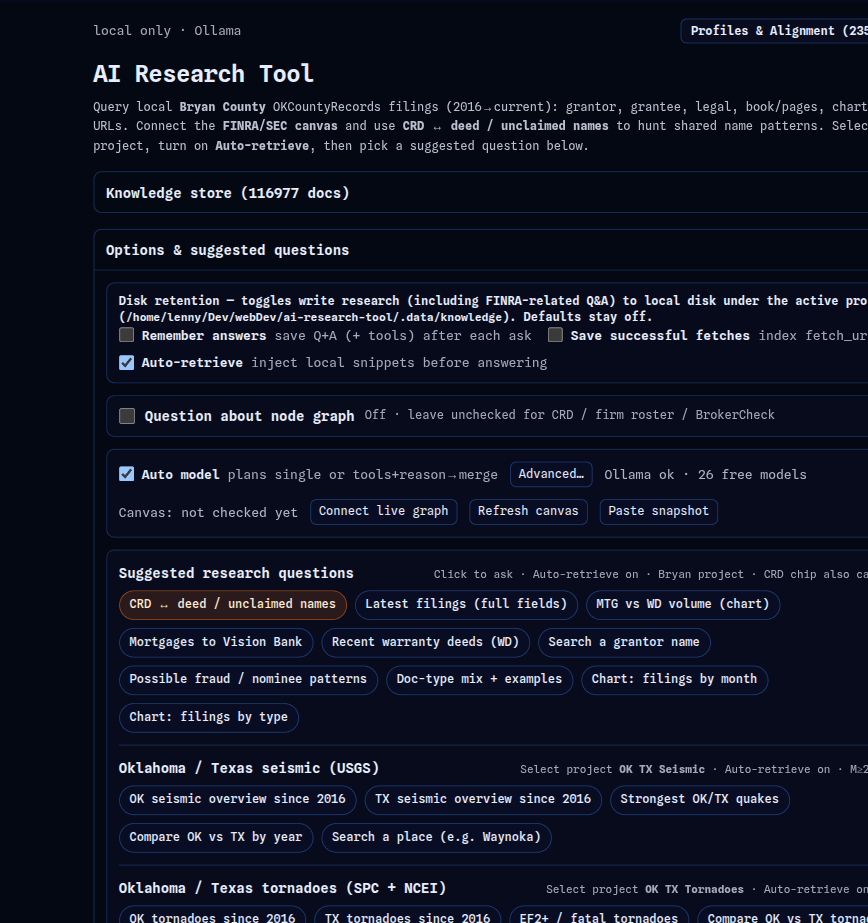 local only · Ollama
Profiles & Alignment (235
AI Research Tool
Query local Bryan County OKCountyRecords filings (2016→current): grantor, grantee, legal, book/pages, chart
URLs. Connect the FINRA/SEC canvas and use CRD ↔ deed / unclaimed names to hunt shared name patterns. Selec
project, turn on Auto-retrieve, then pick a suggested question below.
Knowledge store (116977 docs)
Options & suggested questions
Disk retention — toggles write research (including FINRA-related Q&A) to local disk under the active pro
(/home/lenny/Dev/webDev/ai-research-tool/.data/knowledge). Defaults stay off.
Remember answers save Q+A (+ tools) after each ask Save successful fetches index fetch_ur
Auto-retrieve inject local snippets before answering
Question about node graph Off · leave unchecked for CRD / firm roster / BrokerCheck
Auto model plans single or tools+reason→merge Advanced… Ollama ok · 26 free models
Canvas: not checked yet Connect live graph Refresh canvas Paste snapshot
Suggested research questions Click to ask · Auto-retrieve on · Bryan project · CRD chip also ca
CRD ↔ deed / unclaimed names Latest filings (full fields) MTG vs WD volume (chart)
Mortgages to Vision Bank Recent warranty deeds (WD) Search a grantor name
Possible fraud / nominee patterns Doc-type mix + examples Chart: filings by month
Chart: filings by type
Oklahoma / Texas seismic (USGS) Select project OK TX Seismic · Auto-retrieve on · M≥2
OK seismic overview since 2016 TX seismic overview since 2016 Strongest OK/TX quakes
Compare OK vs TX by year Search a place (e.g. Waynoka)
Oklahoma / Texas tornadoes (SPC + NCEI) Select project OK TX Tornadoes · Auto-retrieve on
OK tornadoes since 2016 TX tornadoes since 2016 EF2+ / fatal tornadoes Compare OK vs TX torna